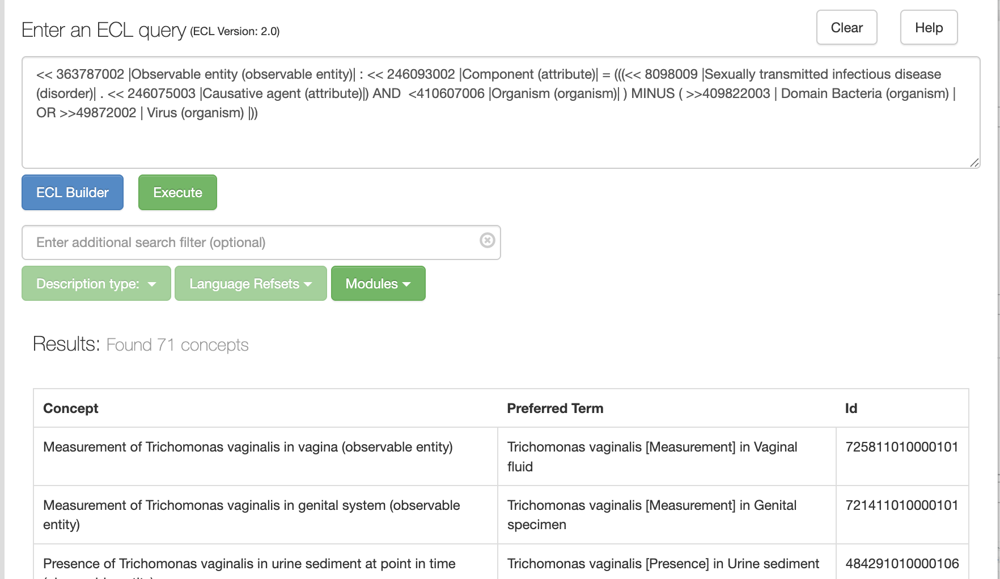 Enter an ECL query (ECL Version: 2.0)
Clear
Help
<< 363787002 |Observable entity (observable entity)| : << 246093002 |Component (attribute)| = (((<< 8098009 |Sexually transmitted infectious disease
(disorder)| . << 246075003 |Causative agent (attribute)|) AND  <410607006 |Organism (organism)| ) MINUS ( >>409822003 | Domain Bacteria (organism) |
OR >>49872002 | Virus (organism) |))
ECL Builder
Execute
Enter additional search filter (optional)
Description type:
Language Refsets
Modules
Results: Found 71 concepts
Concept Preferred Term Id
Measurement of Trichomonas vaginalis in vagina (observable entity)
Trichomonas vaginalis [Measurement] in Vaginal
fluid
725811010000101
Measurement of Trichomonas vaginalis in genital system (observable
entity)
Trichomonas vaginalis [Measurement] in Genital
specimen
721411010000101
Presence of Trichomonas vaginalis in urine sediment at point in time
Trichomonas vaginalis [Presence] in Urine sediment
484291010000106